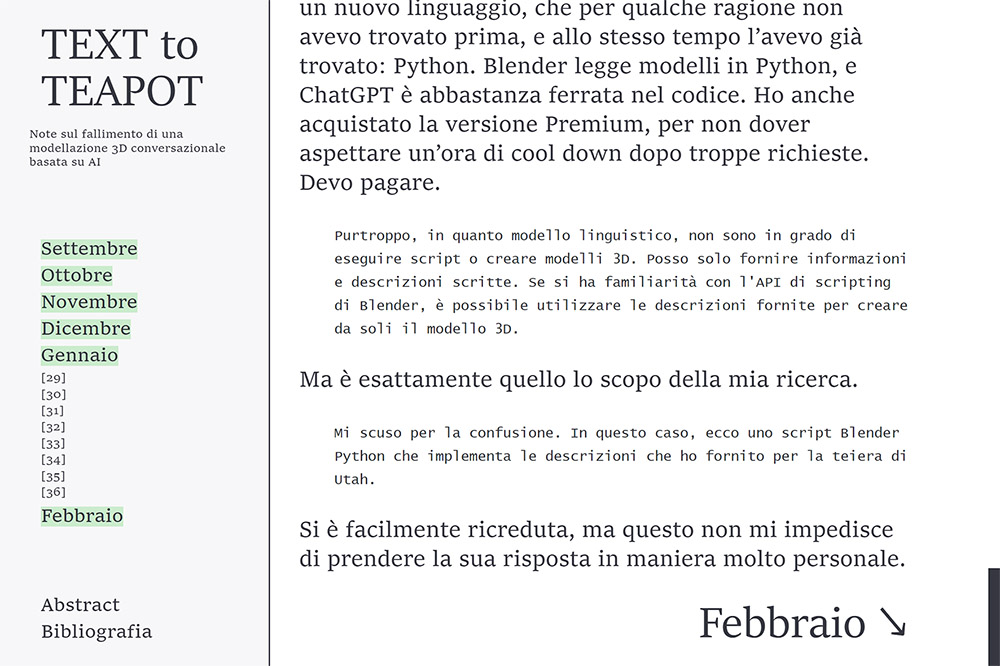 TEXT to
TEAPOT
Note sul fallimento di una
modellazione 3D conversazionale
basata su AI
Settembre
Ottobre
Novembre
Dicembre
Gennaio
[29]
[30]
[31]
[32]
[33]
[34]
[35]
[36]
Febbraio
Abstract
Bibliografia
un nuovo linguaggio, che per qualche ragione non
avevo trovato prima, e allo stesso tempo l’avevo già
trovato: Python. Blender legge modelli in Python, e
ChatGPT è abbastanza ferrata nel codice. Ho anche
acquistato la versione Premium, per non dover
aspettare un’ora di cool down dopo troppe richieste.
Devo pagare.
Purtroppo, in quanto modello linguistico, non sono in grado di
eseguire script o creare modelli 3D. Posso solo fornire informazioni
e descrizioni scritte. Se si ha familiarità con l'API di scripting
di Blender, è possibile utilizzare le descrizioni fornite per creare
da soli il modello 3D.
Ma è esattamente quello lo scopo della mia ricerca.
Mi scuso per la confusione. In questo caso, ecco uno script Blender
Python che implementa le descrizioni che ho fornito per la teiera di
Utah.
Si è facilmente ricreduta, ma questo non mi impedisce
di prendere la sua risposta in maniera molto personale.
Febbraio ↘